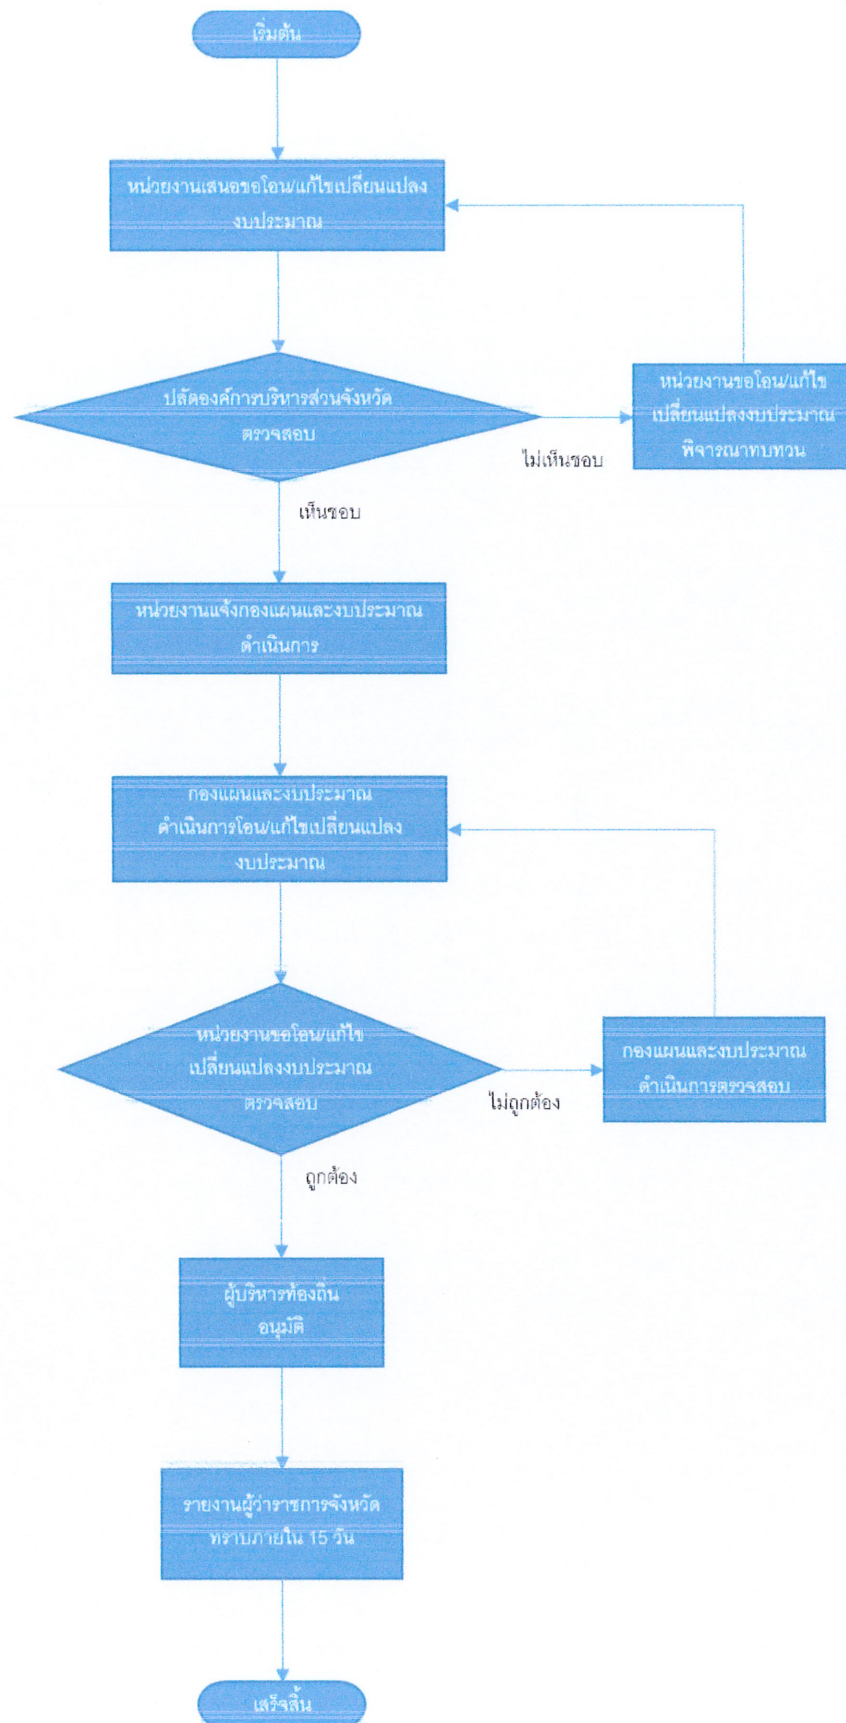 เริ่มต้น
หน่วยงานเสนอขอโอน/แก้ไขเปลี่ยนแปลง
งบประมาณ
ปลัดองค์การบริหารส่วนจังหวัด
ตรวจสอบ
ไม่เห็นชอบ
หน่วยงานขอโอน/แก้ไข
เปลี่ยนแปลงงบประมาณ
พิจารณาทบทวน
เห็นชอบ
หน่วยงานแจ้งกองแผนและงบประมาณ
ดำเนินการ
กองแผนและงบประมาณ
ดำเนินการโอน/แก้ไขเปลี่ยนแปลง
งบประมาณ
หน่วยงานขอโอน/แก้ไข
เปลี่ยนแปลงงบประมาณ
ตรวจสอบ
ไม่ถูกต้อง
กองแผนและงบประมาณ
ดำเนินการตรวจสอบ
ถูกต้อง
ผู้บริหารท้องถิ่น
อนุมัติ
รายงานผู้ว่าราชการจังหวัด
ทราบภายใน 15 วัน
เสร็จสิ้น